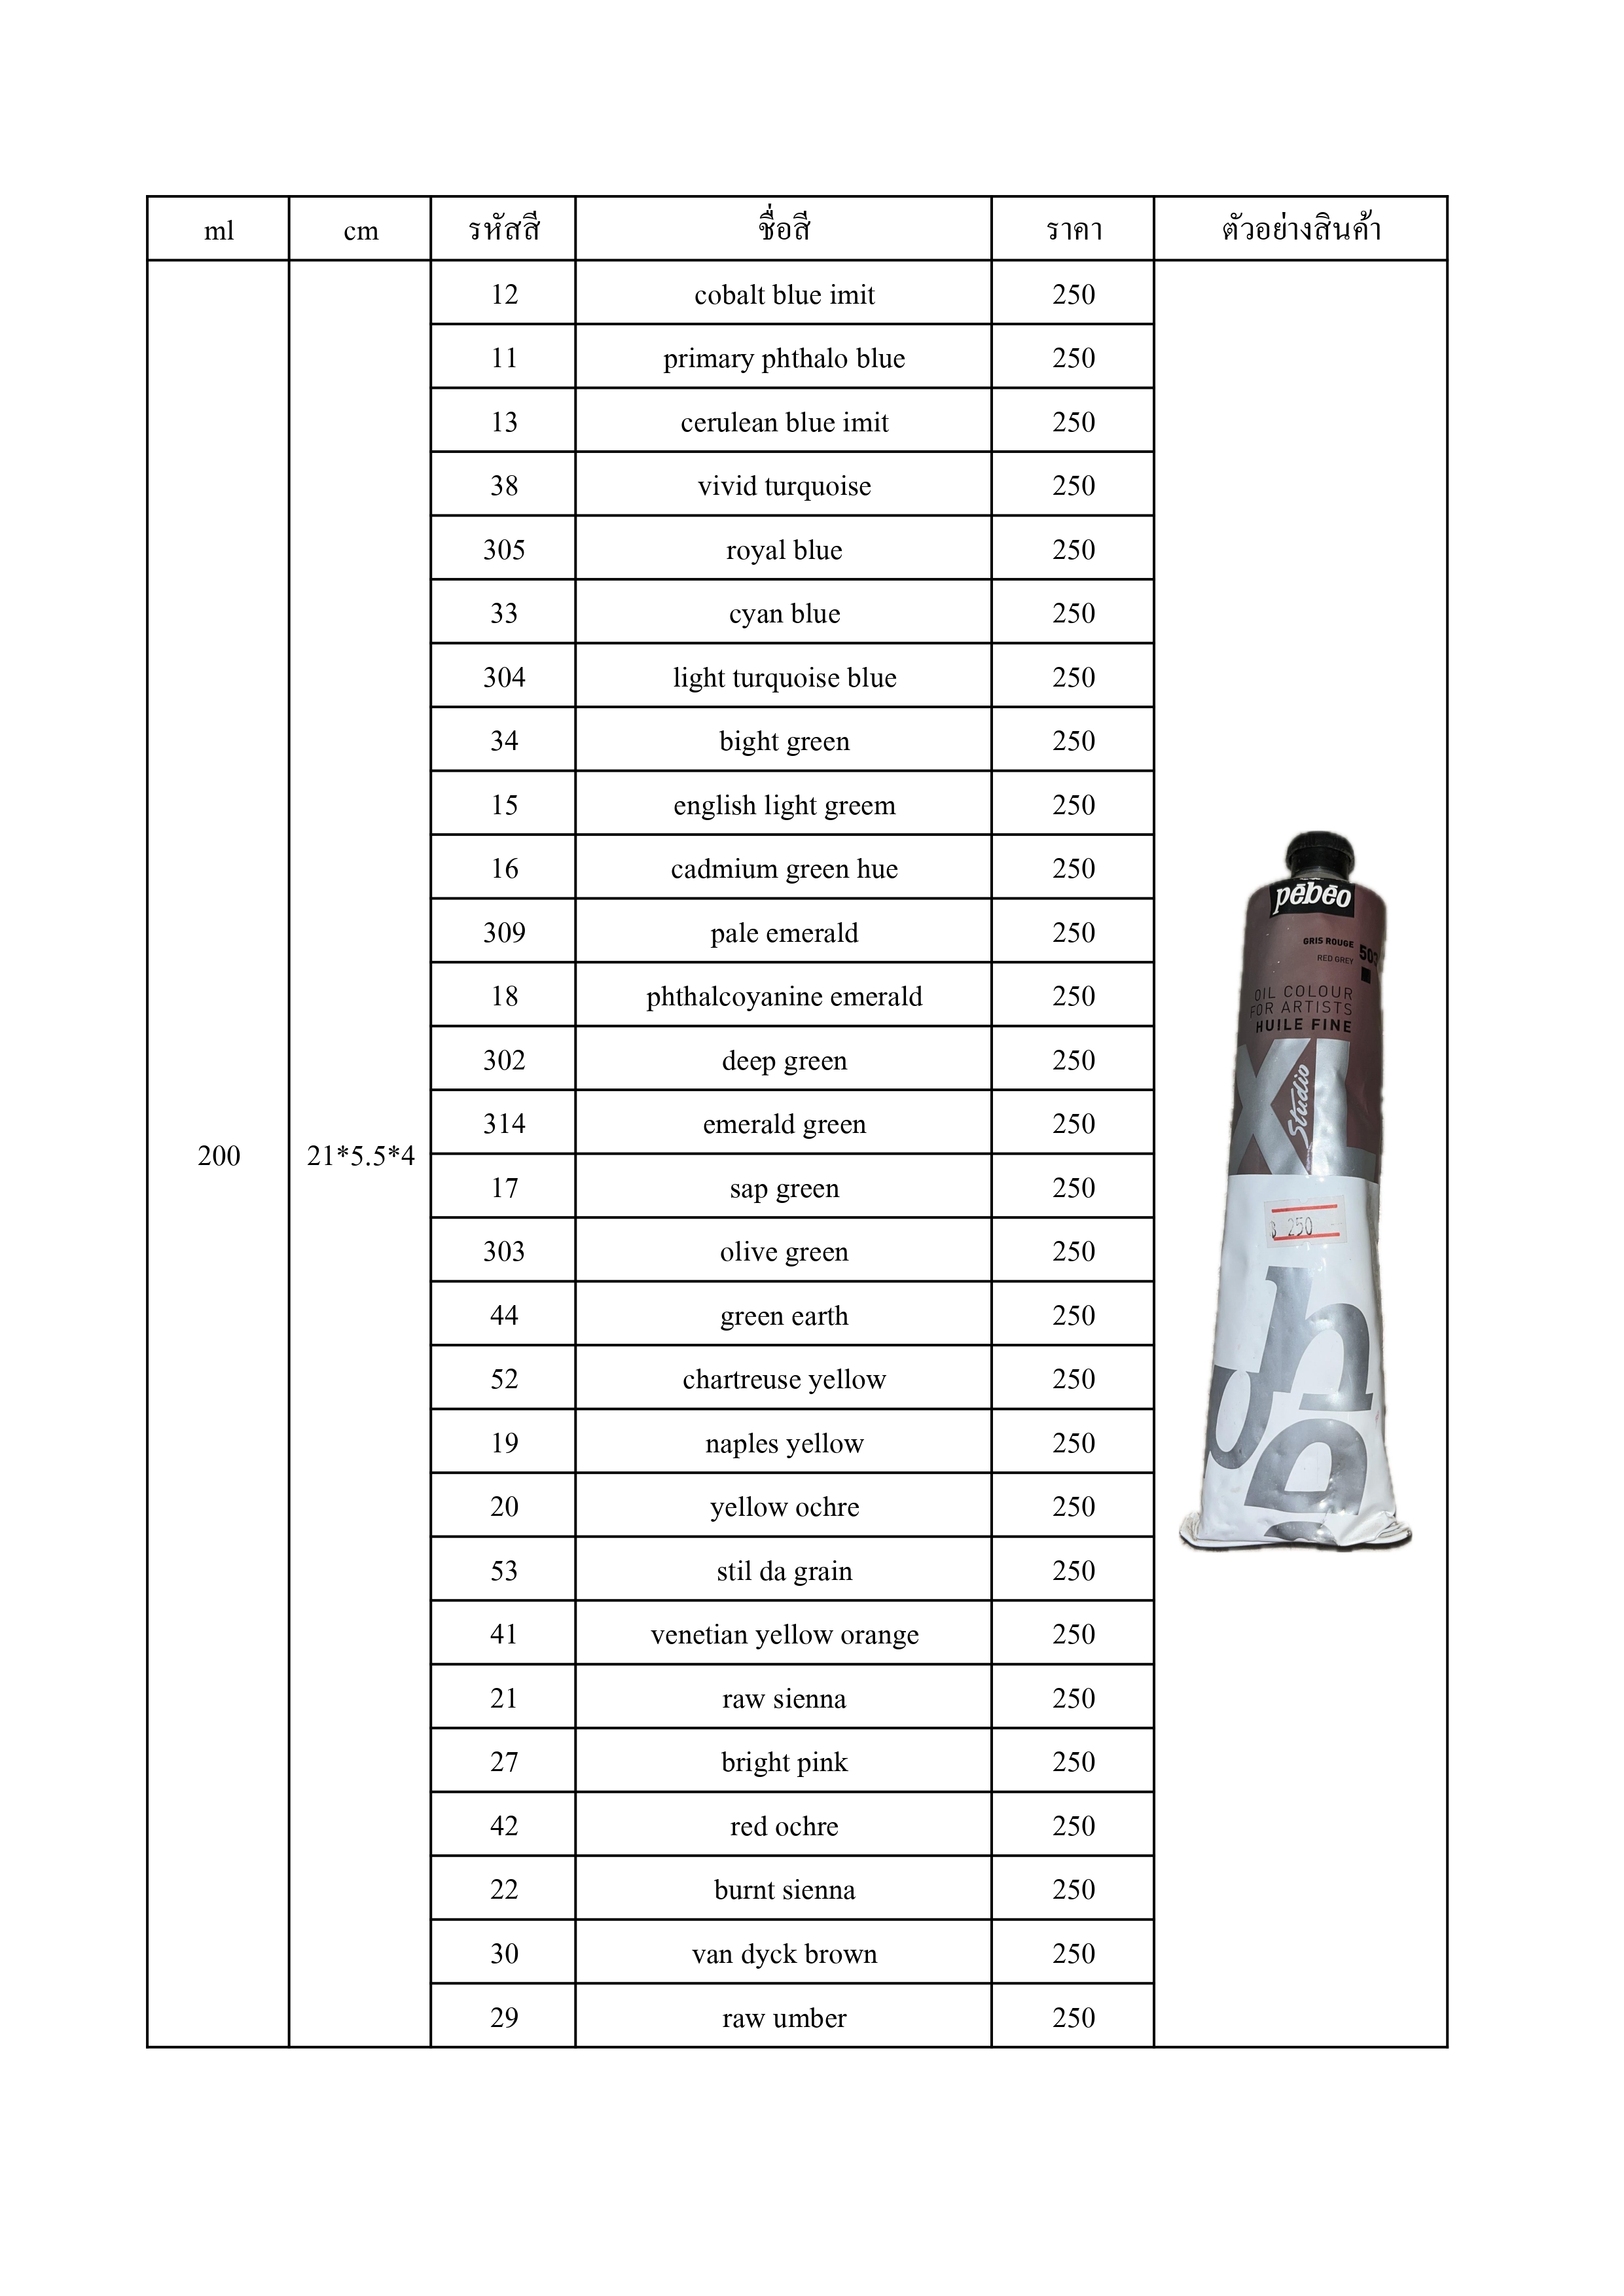 ml cm รหัสสี ชื่อสี ราคา ตัวอย่างสินค้า
12 cobalt blue imit 250
11 primary phthalo blue 250
13 cerulean blue imit 250
38 vivid turquoise 250
305 royal blue 250
33 cyan blue 250
304 light turquoise blue 250
34 bight green 250
15 english light greem 250
16 cadmium green hue 250
309 pale emerald 250
18 phthalcoyanine emerald 250
302 deep green 250
314 emerald green 250
200 21*5.5*4
17 sap green 250
303 olive green 250
44 green earth 250
52 chartreuse yellow 250
19 naples yellow 250
20 yellow ochre 250
53 stil da grain 250
41 venetian yellow orange 250
21 raw sienna 250
27 bright pink 250
42 red ochre 250
22 burnt sienna 250
30 van dyck brown 250
29 raw umber 250
pēbēo
GRIS ROUGE
RED GREY
OIL COLOUR
FOR ARTISTS
HUILE FINE
XL
Studio
250